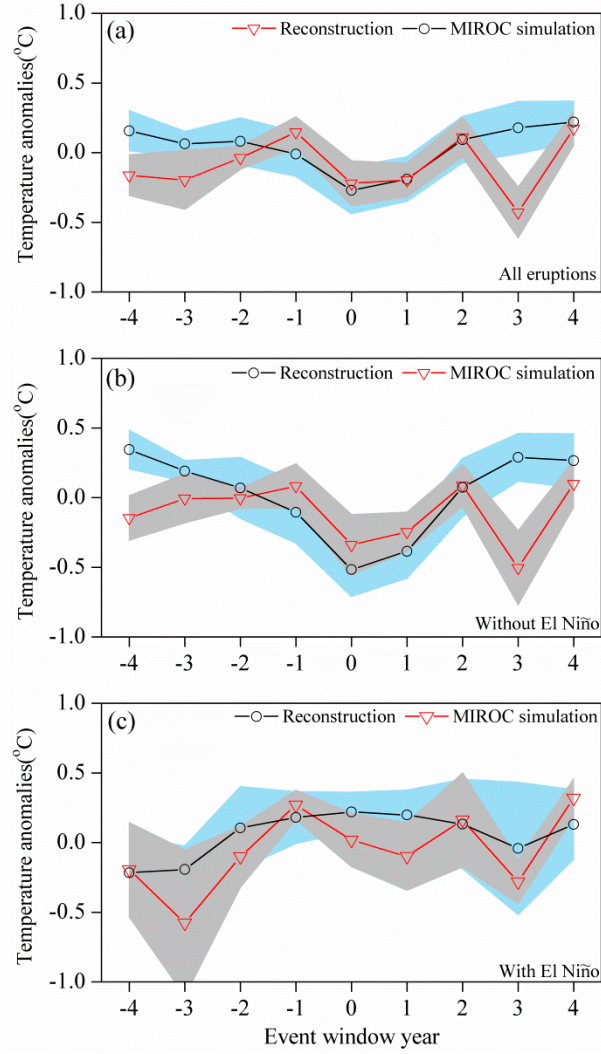 (a)
Reconstruction MIROC simulation
Temperature anomalies(°C)
1.0
0.5
0.0
-0.5
-1.0
All eruptions
-4 -3 -2 -1 0 1 2 3 4
(b)
Reconstruction MIROC simulation
Temperature anomalies(°C)
1.0
0.5
0.0
-0.5
-1.0
Without El Niño
-4 -3 -2 -1 0 1 2 3 4
(c)
Reconstruction MIROC simulation
Temperature anomalies(°C)
1.0
0.5
0.0
-0.5
-1.0
With El Niño
-4 -3 -2 -1 0 1 2 3 4
Event window year